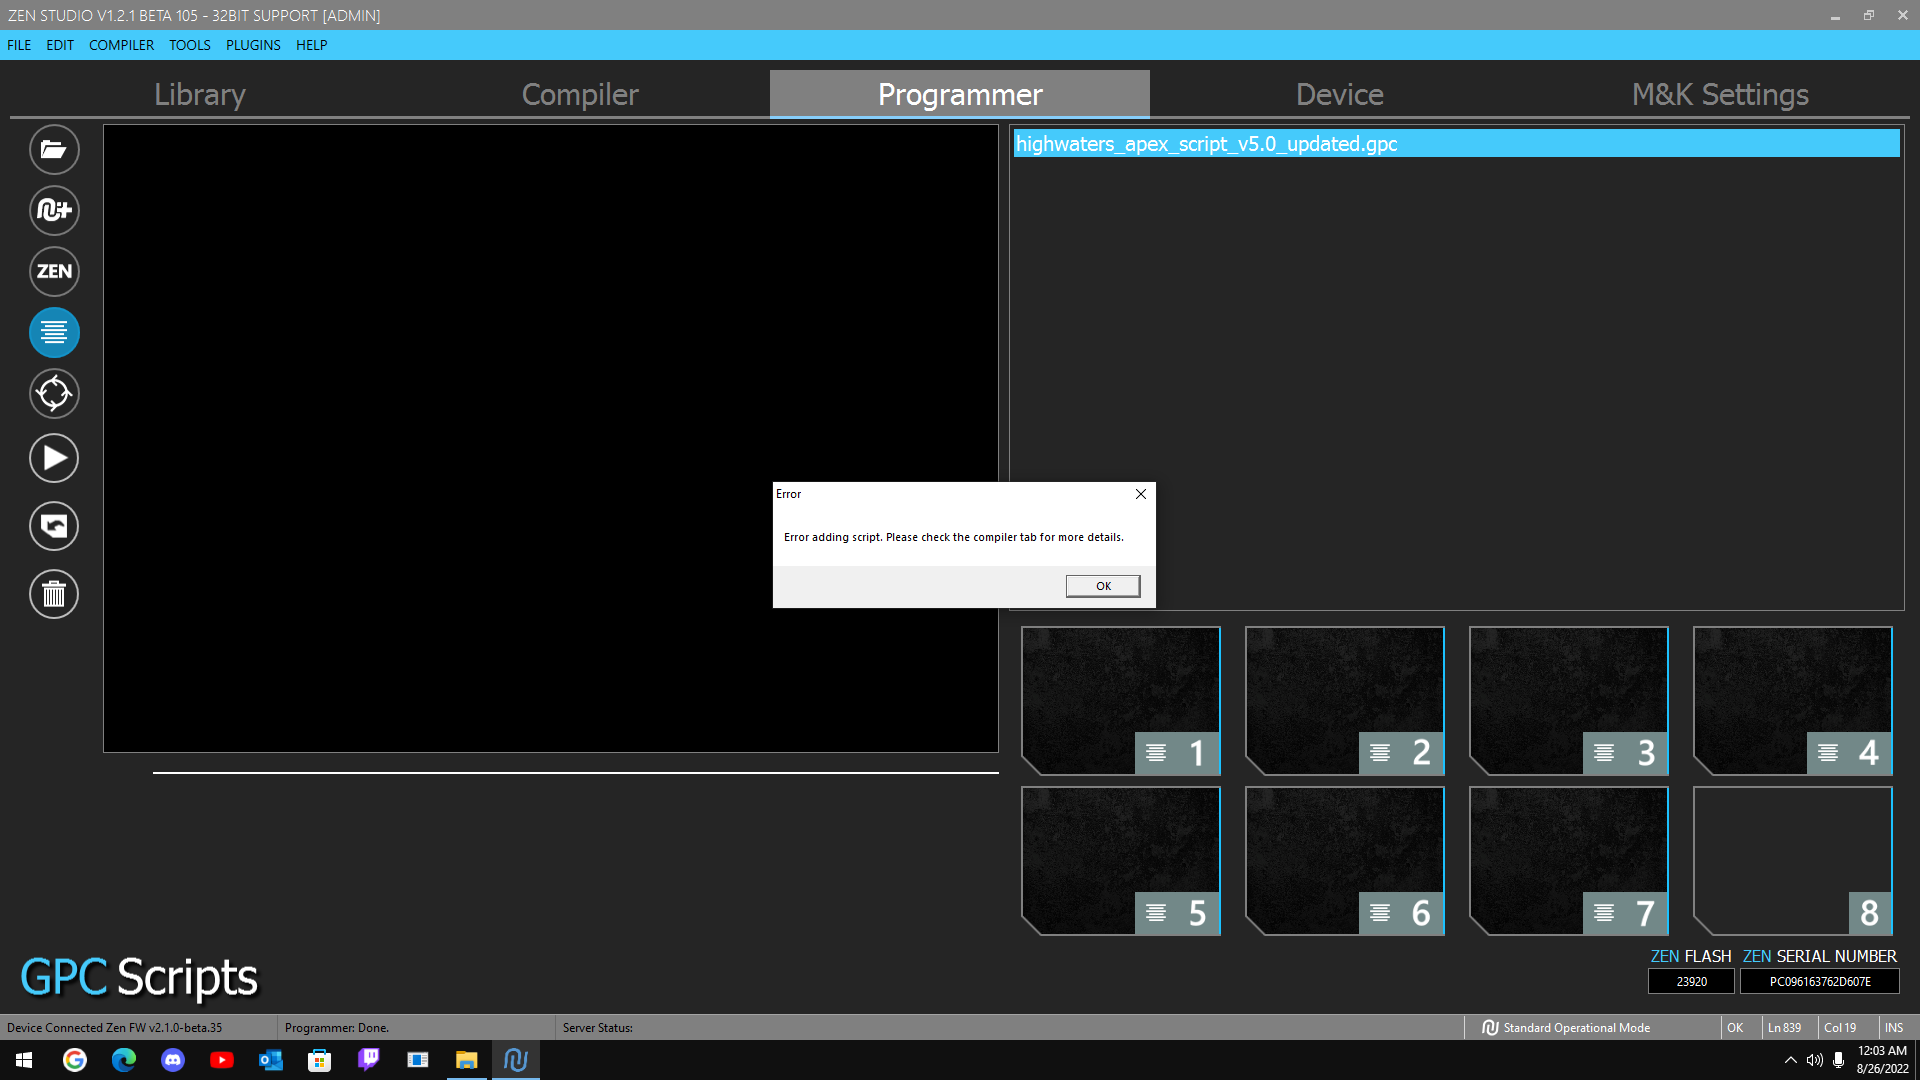 ZEN STUDIO V1.2.1 BETA 105 - 32BIT SUPPORT [ADMIN]
FILE EDIT COMPILER TOOLS PLUGINS HELP
Library Compiler Programmer Device M&K Settings
highwaters_apex_script_v5.0_updated.gpc
ZEN
Error
Error adding script. Please check the compiler tab for more details.
OK
1 2 3 4
5 6 7 8
GPC Scripts
ZEN FLASH ZEN SERIAL NUMBER
23920 PC096163762D607E
Device Connected Zen FW v2.1.0-beta.35 Programmer: Done. Server Status: Standard Operational Mode OK Ln 839 Col 19 INS
12:03 AM
8/26/2022